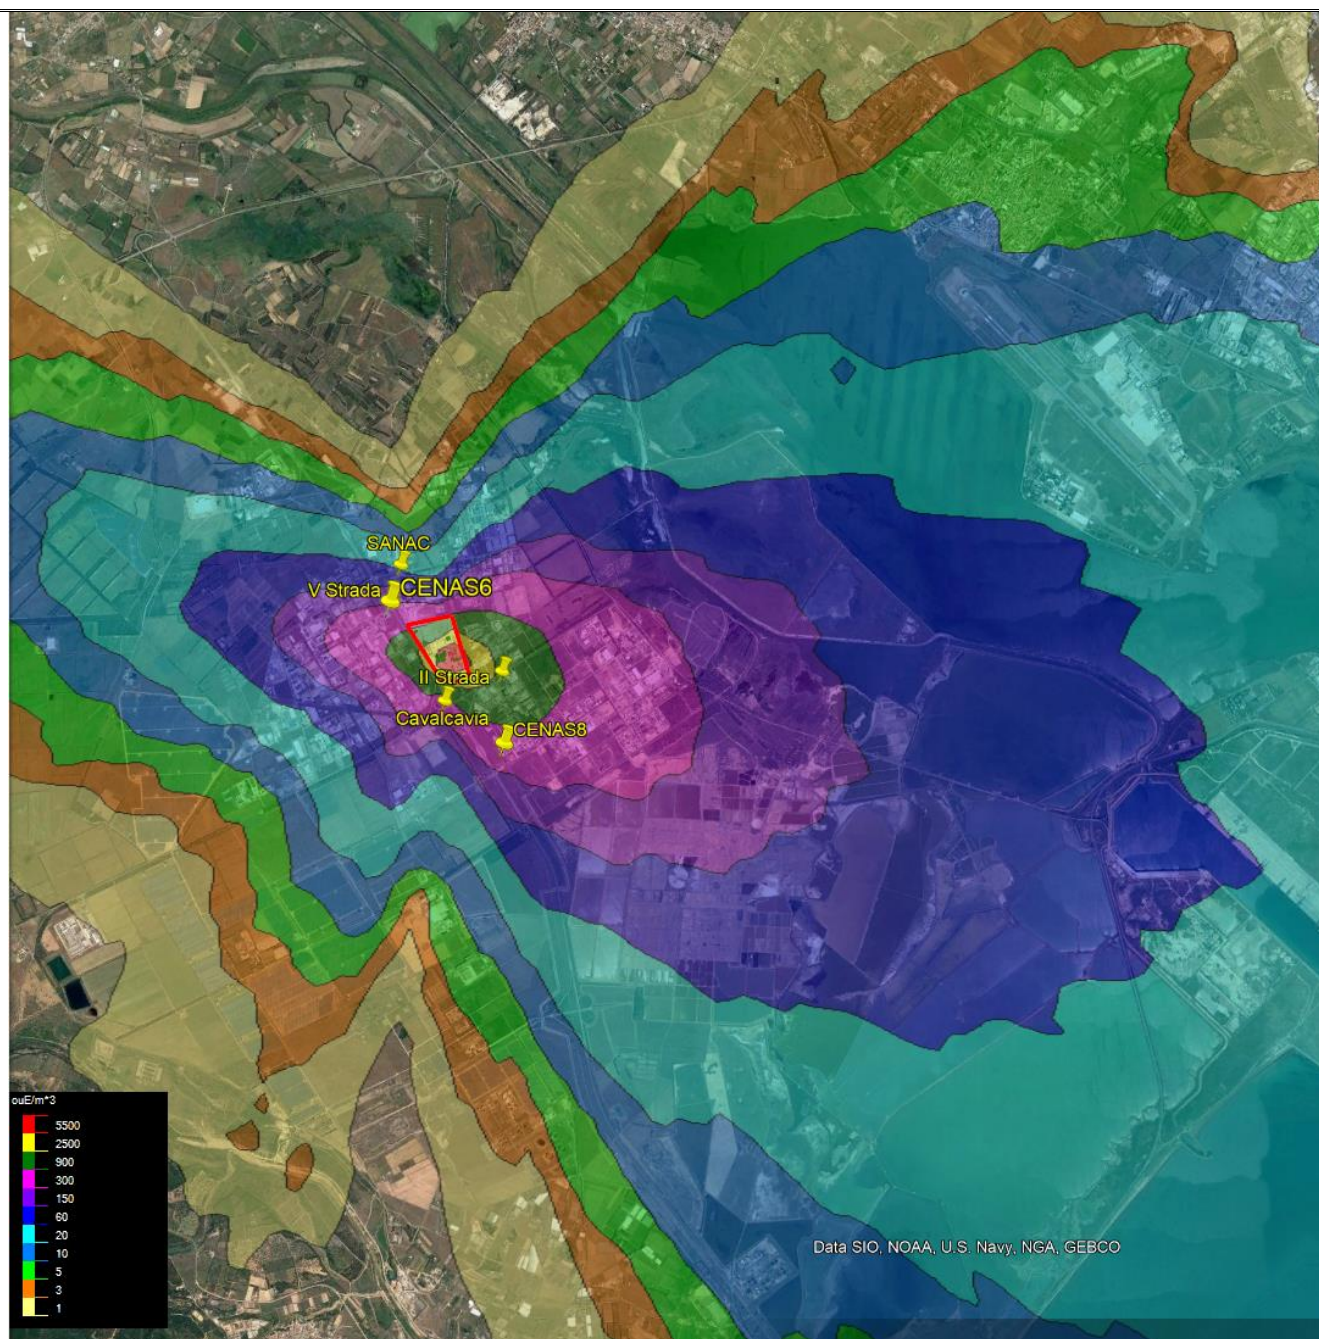 SANAC
V Strada
CENAS6
II Strada
Cavalcavia
CENAS8
ouE/m^3
5500
2500
900
300
150
60
20
10
5
3
1
Data SIO, NOAA, U.S. Navy, NGA, GEBCO